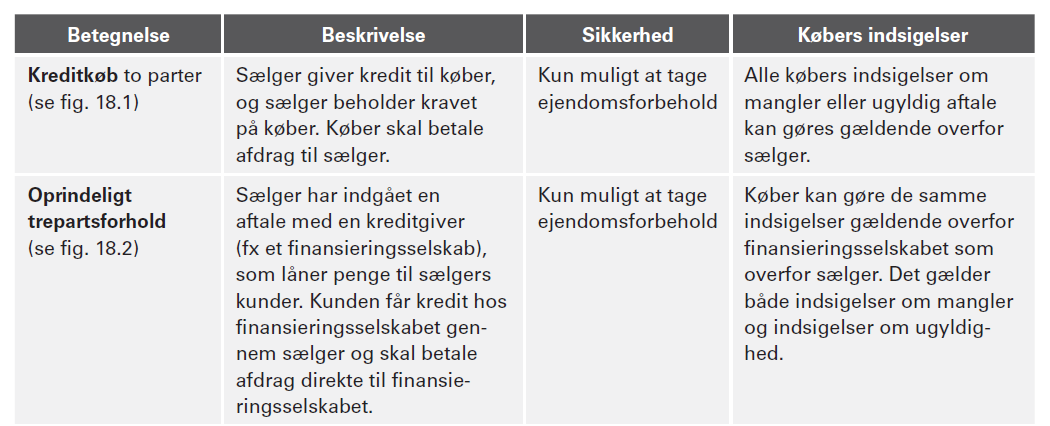 Betegnelse
Beskrivelse
Sikkerhed
Købers indsigelser
Kreditkøb to parter
(se fig. 18.1)
Sælger giver kredit til køber,
og sælger beholder kravet
på køber. Køber skal betale
afdrag til sælger.
Kun muligt at tage
ejendomsforbehold
Alle købers indsigelser om
mangler eller ugyldig aftale
kan gøres gældende overfor
sælger.
Oprindeligt
trepartsforhold
(se fig. 18.2)
Sælger har indgået en
aftale med en kreditgiver
(fx et finansieringsselskab),
som låner penge til sælgers
kunder. Kunden får kredit hos
finansieringsselskabet gen-
nem sælger og skal betale
afdrag direkte til finansie-
ringsselskabet.
Kun muligt at tage
ejendomsforbehold
Køber kan gøre de samme
indsigelser gældende overfor
finansieringsselskabet som
overfor sælger. Det gælder
både indsigelser om mangler
og indsigelser om ugyldig-
hed.